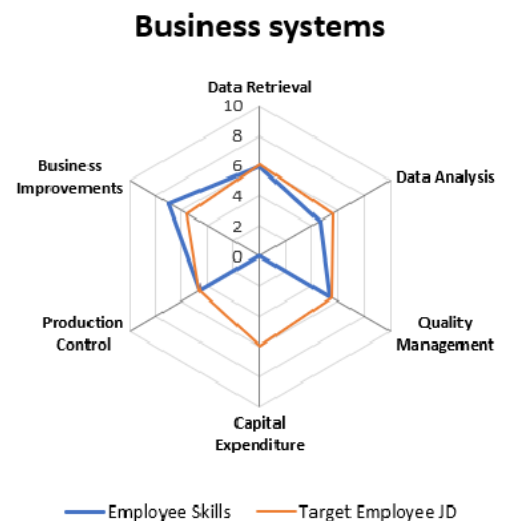 Business systems
Data Retrieval
10
8
6
4
2
0
Business
Improvements
Data Analysis
Production
Control
Quality
Management
Capital
Expenditure
Employee Skills
Target Employee JD